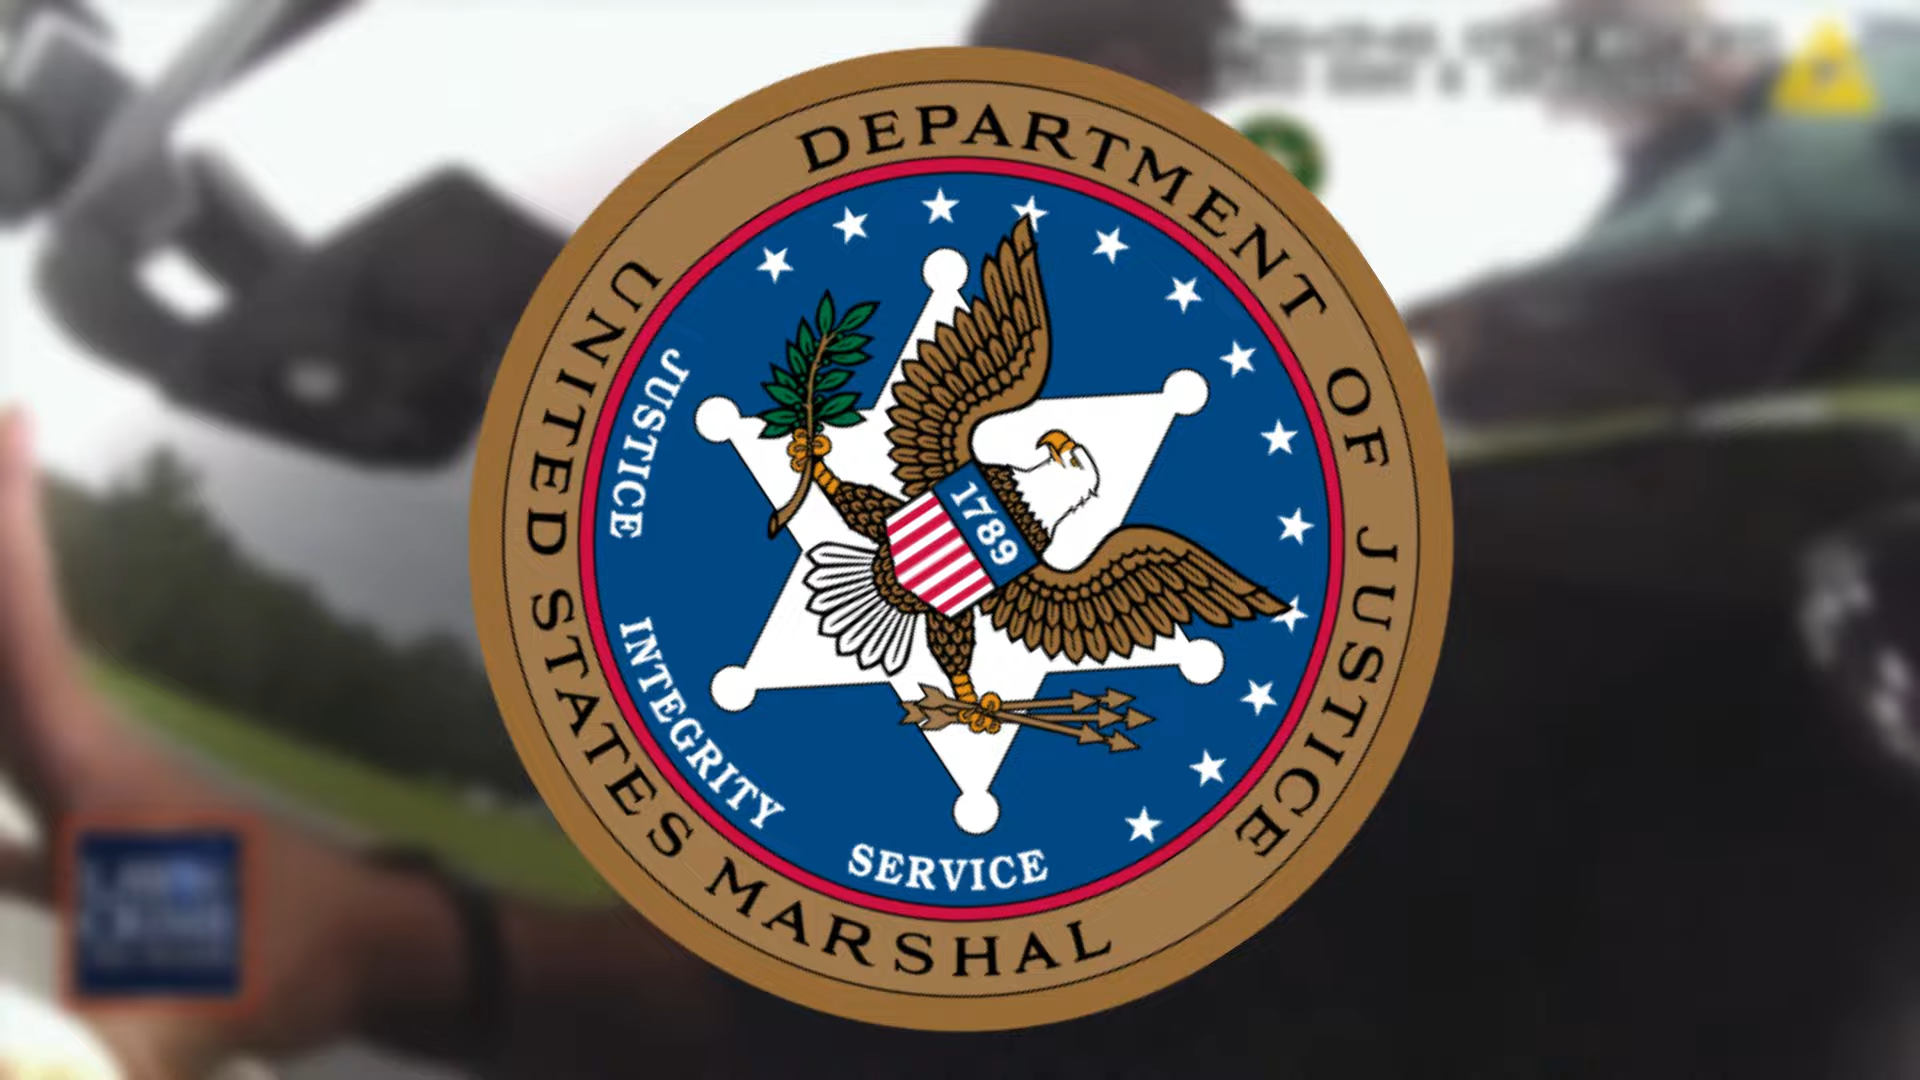 DEPARTMENT OF JUSTICE
UNITED STATES MARSHAL
JUSTICE
INTEGRITY
SERVICE
1789